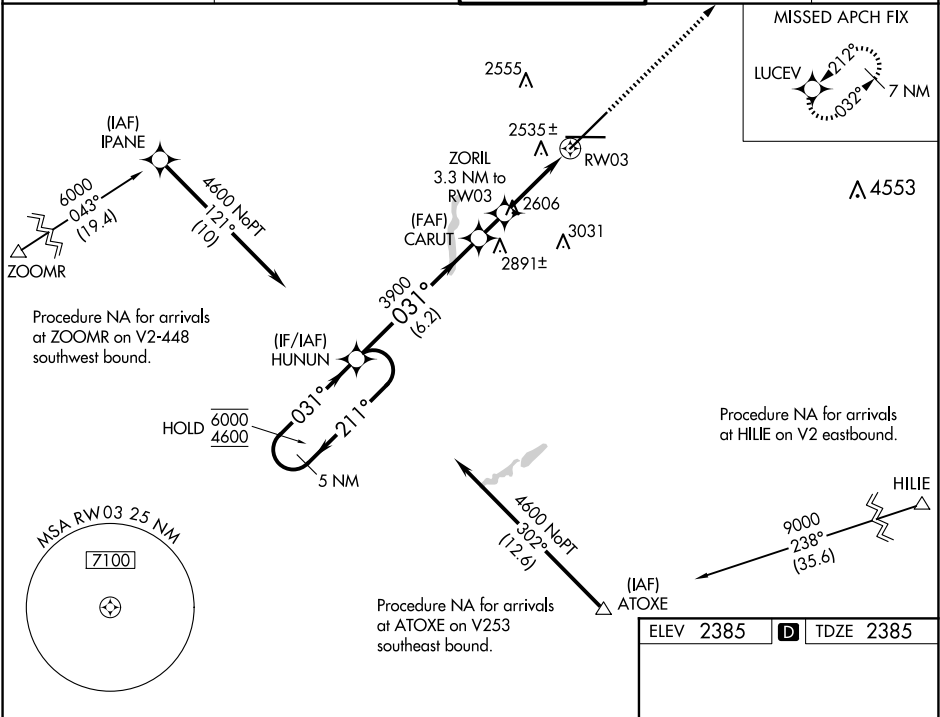 MISSED APCH FIX
LUCEV
212°
032°
7 NM
2555
2535±
RW03
ZORIL
3.3 NM to
RW03
2606
4553
(IAF)
IPANE
6000
043°
(19.4)
ZOOMR
4600 NoPT
121°
(10)
(FAF)
CARUT
3031
2891±
3900
031°
(6.2)
Procedure NA for arrivals
at ZOOMR on V2-448
southwest bound.
(IF/IAF)
HUNUN
031°
211°
HOLD
6000
4600
5 NM
Procedure NA for arrivals
at HILIE on V2 eastbound.
HILIE
9000
238°
(35.6)
4600 NoPT
302°
(12.6)
(IAF)
ATOXE
MSA RW03 25 NM
7100
Procedure NA for arrivals
at ATOXE on V253
southeast bound.
ELEV 2385 D TDZE 2385